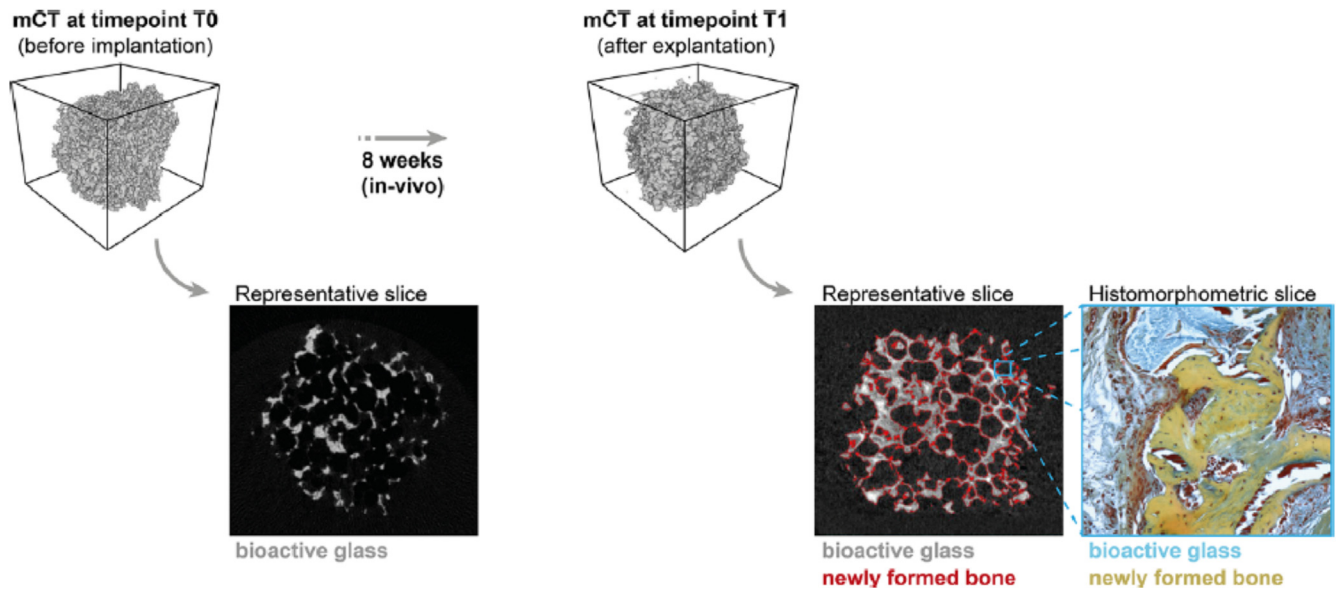 mCT at timepoint T0
(before implantation)
mCT at timepoint T1
(after explantation)
8 weeks
(in-vivo)
Representative slice
bioactive glass
Representative slice
Histomorphometric slice
bioactive glass
newly formed bone
bioactive glass
newly formed bone